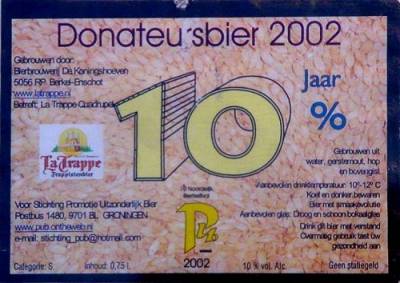 Donateursbier 2002
Gebrouwen door:
Bierbrouwerij De Koningshoeven
5056 RP Berkel-Enschot
www.latrappe.nl
Betreft: La Trappe Quadrupel
10
Jaar
%
La Trappe
Trappistenbier
Gebrouwen uit
water, gerstemout, hop
en bovengist.
Aanbevolen drinktemperatuur: 10°-12° C
Koel en donker bewaren
Bier met smaakevolutie
Aanbevolen glas: Droog en schoon bokaalglas
Drink dit bier met verstand
Overmatig gebruik tast uw
gezondheid aan
Voor Stichting Promotie Uitzonderlijk Bier
Postbus 1480, 9701 BL GRONINGEN
www.pub.ontheweb.nl
e-mail: stichting_pub@hotmail.com
Noordelijk
2002
Categorie: S
Inhoud: 0,75 l.
10 % vol. Alc.
Geen statiegeld